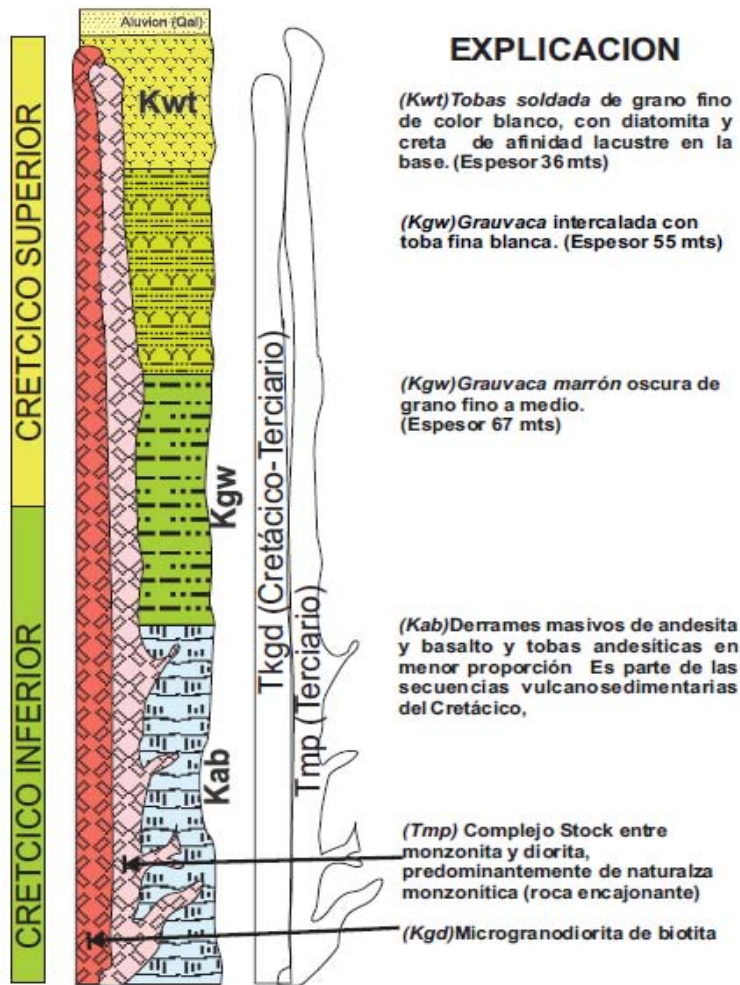 Aluvion (Qal)
EXPLICACION
Kwt
(Kwt)Tobas soldada de grano fino
de color blanco, con diatomita y
creta de afinidad lacustre en la
base. (Espesor 36 mts)
(Kgw)Grauvaca intercalada con
toba fina blanca. (Espesor 55 mts)
CRETCICO SUPERIOR
(Kgw)Grauvaca marrón oscura de
grano fino a medio.
(Espesor 67 mts)
Kgw
Tkgd (Cretácico-Terciario)
Tmp (Terciario)
CRETCICO INFERIOR
Kab
(Kab)Derrames masivos de andesita
y basalto y tobas andesíticas en
menor proporción Es parte de las
secuencias vulcanosedimentarias
del Cretácico,
(Tmp) Complejo Stock entre
monzonita y diorita,
predominantemente de naturalza
monzonitica (roca encajonante)
(Kgd)Microgranodiorita de biotita